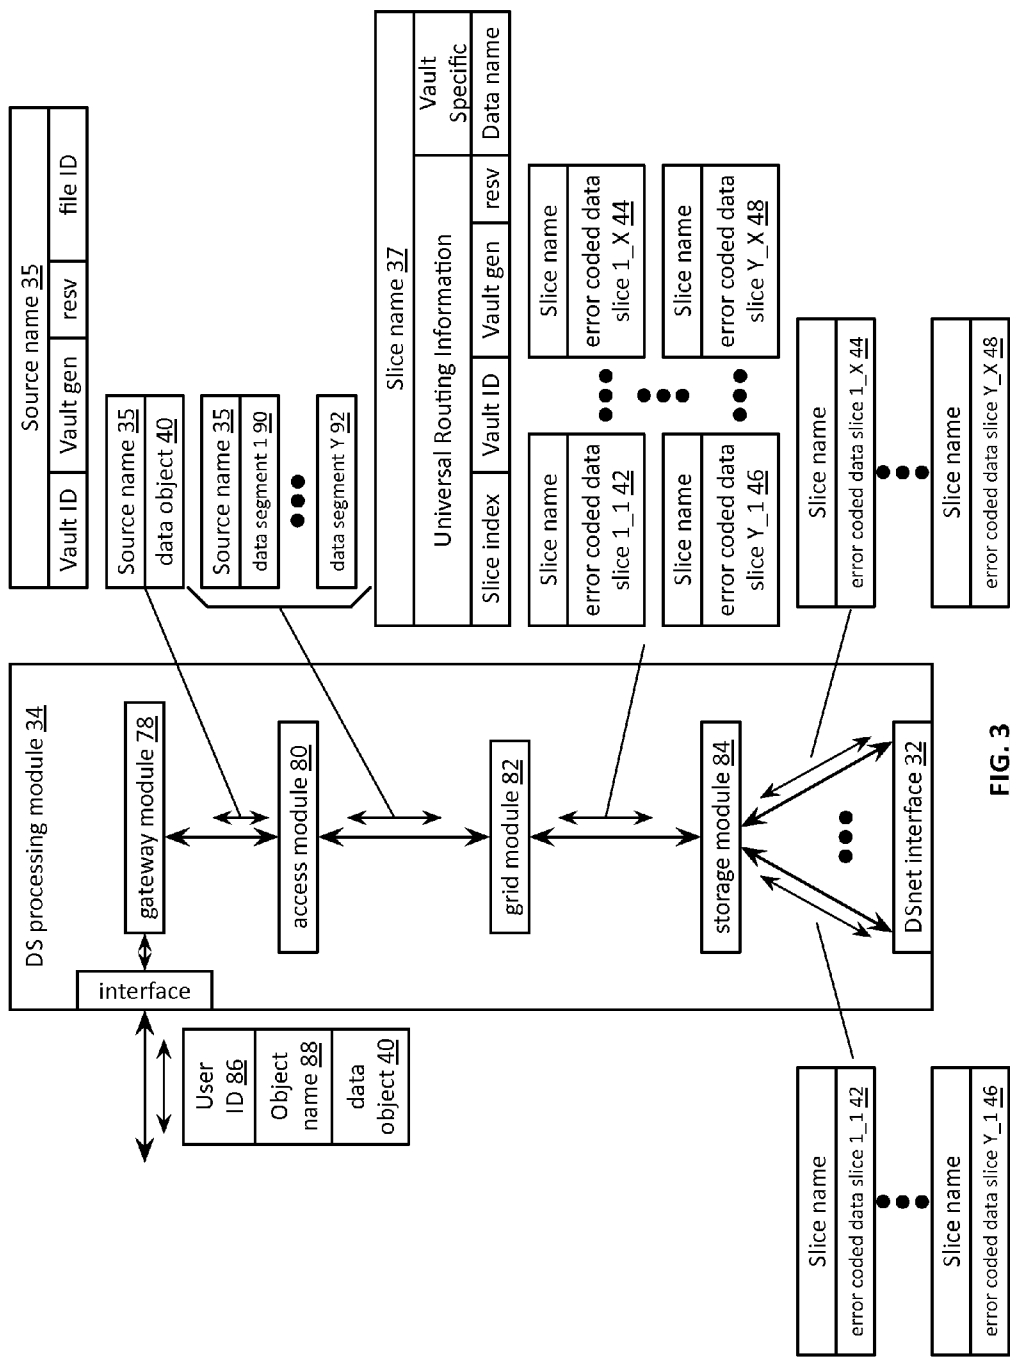 DS processing module 34
interface
gateway module 78
access module 80
grid module 82
storage module 84
DSnet interface 32
User
ID 86
Object
name 88
data
object 40
Source name 35
Vault ID
Vault gen
resv
file ID
Source name 35
data object 40
Source name 35
data segment 1 90
data segment Y 92
Slice name 37
Universal Routing Information
Vault
Specific
Slice index
Vault ID
Vault gen
resv
Data name
Slice name
error coded data
slice 1_1 42
Slice name
error coded data
slice 1_X 44
Slice name
error coded data
slice Y_1 46
Slice name
error coded data
slice Y_X 48
Slice name
error coded data slice 1_1 42
Slice name
error coded data slice Y_1 46
Slice name
error coded data slice 1_X 44
Slice name
error coded data slice Y_X 48
FIG. 3